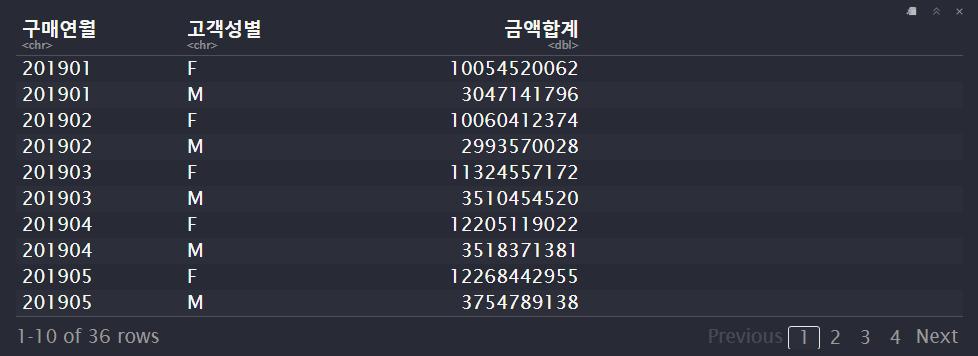 구매연월 고객성별 금액합계
<chr> <chr> <dbl>
201901 F 10054520062
201901 M 3047141796
201902 F 10060412374
201902 M 2993570028
201903 F 11324557172
201903 M 3510454520
201904 F 12205119022
201904 M 3518371381
201905 F 12268442955
201905 M 3754789138
1-10 of 36 rows Previous 1 2 3 4 Next